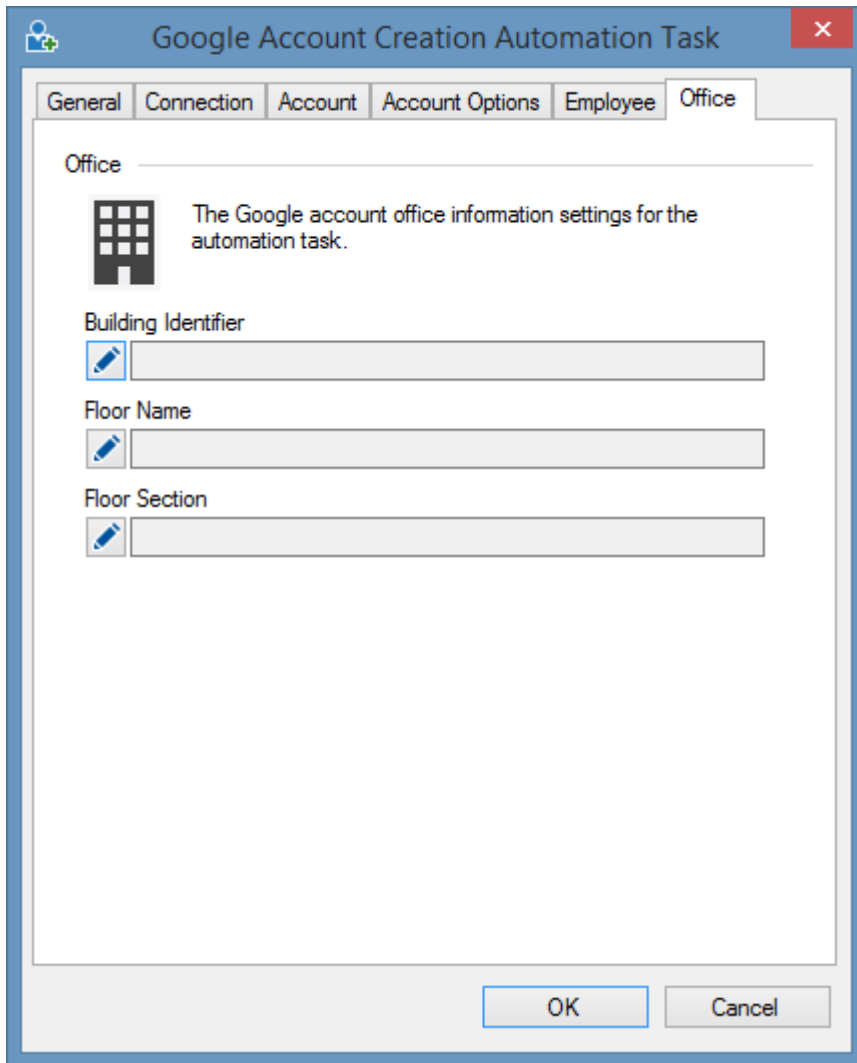 Google Account Creation Automation Task
General Connection Account Account Options Employee Office
Office
The Google account office information settings for the
automation task.
Building Identifier
Floor Name
Floor Section
OK Cancel